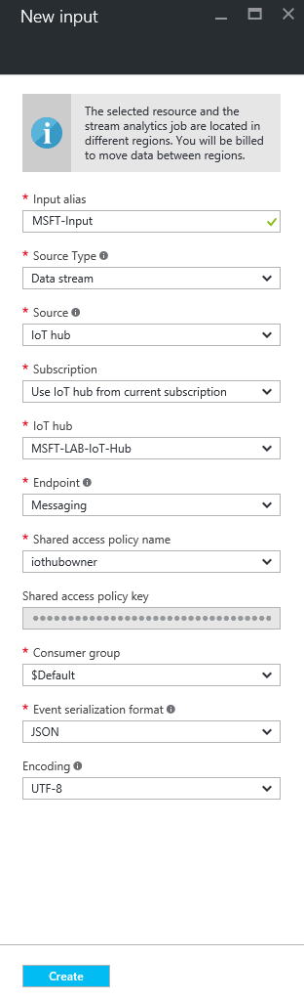 New input
The selected resource and the
stream analytics job are located in
different regions. You will be billed
to move data between regions.
* Input alias
MSFT-Input
* Source Type
Data stream
* Source
IoT hub
* Subscription
Use IoT hub from current subscription
* IoT hub
MSFT-LAB-IoT-Hub
* Endpoint
Messaging
* Shared access policy name
iothubowner
Shared access policy key
* Consumer group
$Default
* Event serialization format
JSON
Encoding
UTF-8
Create